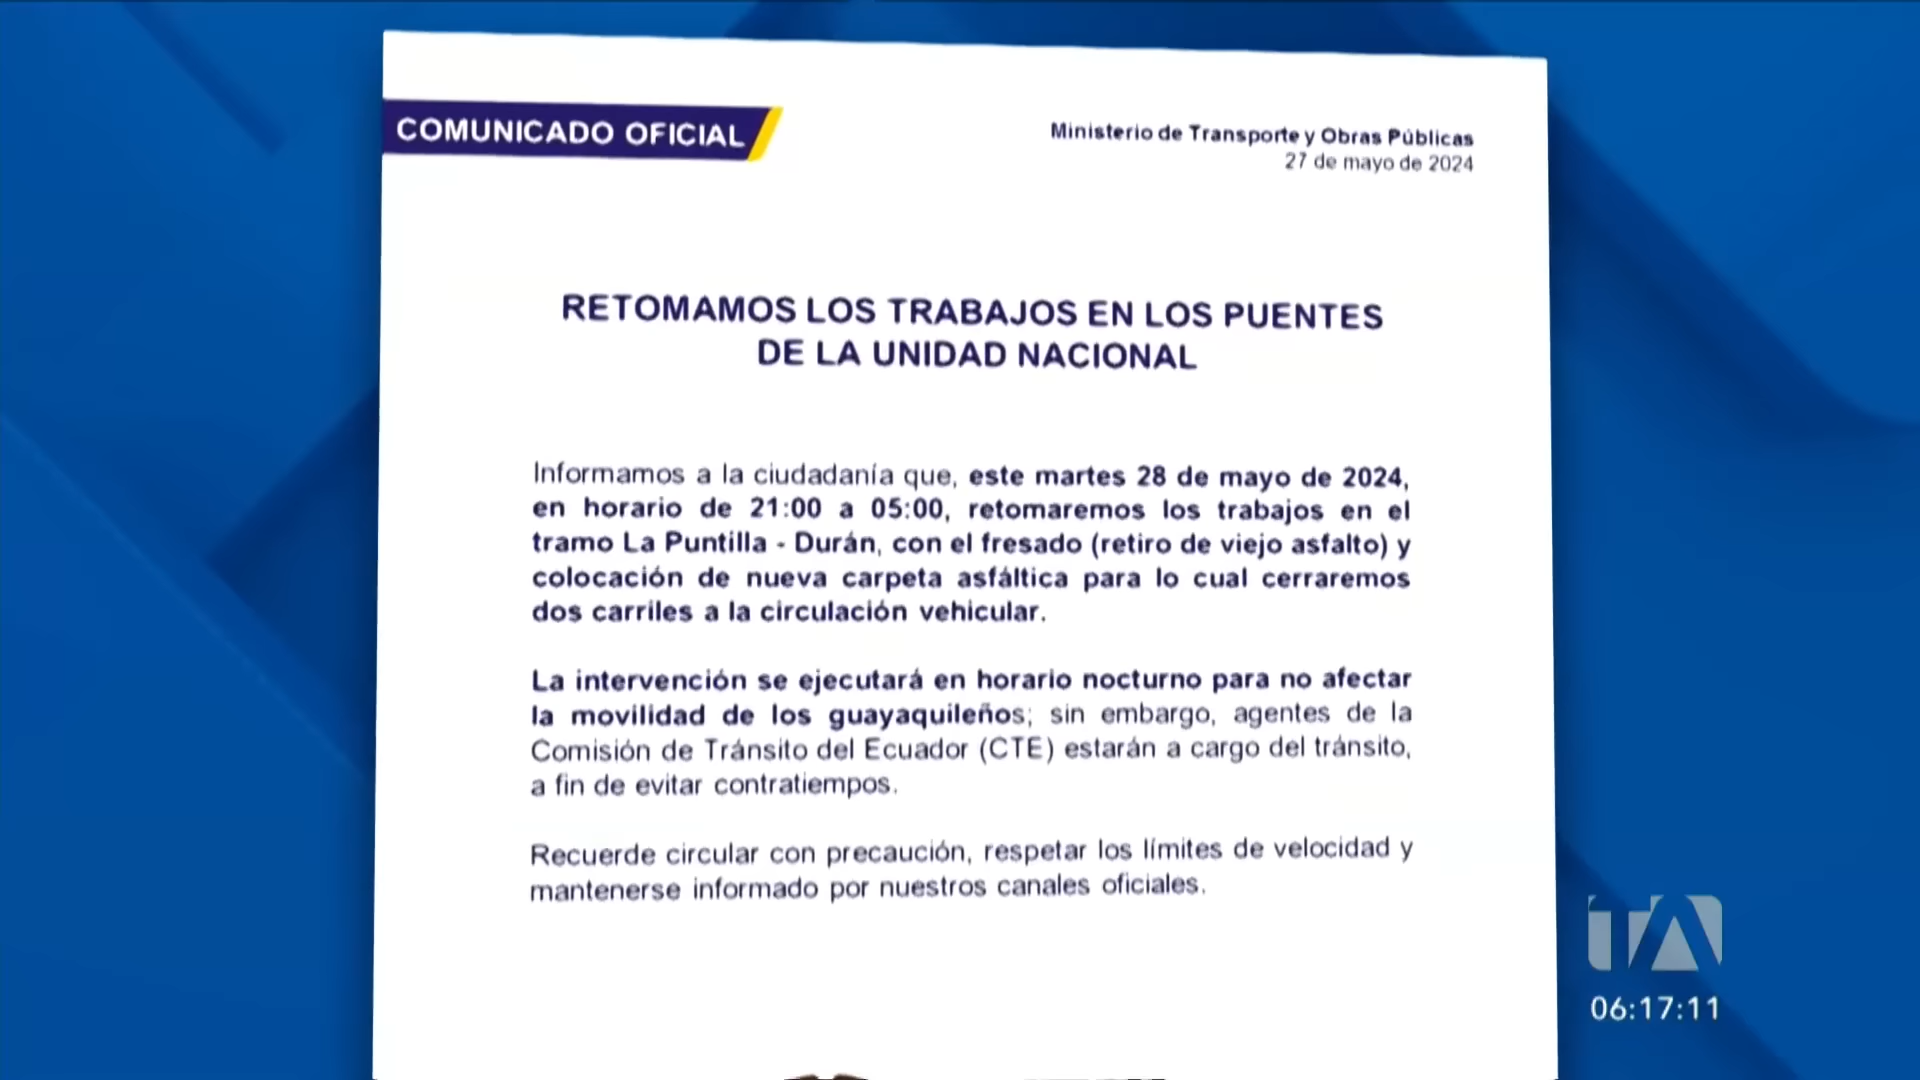 COMUNICADO OFICIAL
Ministerio de Transporte y Obras Públicas
27 de mayo de 2024
RETOMAMOS LOS TRABAJOS EN LOS PUENTES
DE LA UNIDAD NACIONAL
Informamos a la ciudadanía que, este martes 28 de mayo de 2024,
en horario de 21:00 a 05:00, retomaremos los trabajos en el
tramo La Puntilla - Durán, con el fresado (retiro de viejo asfalto) y
colocación de nueva carpeta asfáltica para lo cual cerraremos
dos carriles a la circulación vehicular.
La intervención se ejecutará en horario nocturno para no afectar
la movilidad de los guayaquileños; sin embargo, agentes de la
Comisión de Tránsito del Ecuador (CTE) estarán a cargo del tránsito,
a fin de evitar contratiempos.
Recuerde circular con precaución, respetar los límites de velocidad y
mantenerse informado por nuestros canales oficiales.
TA
06:17:11